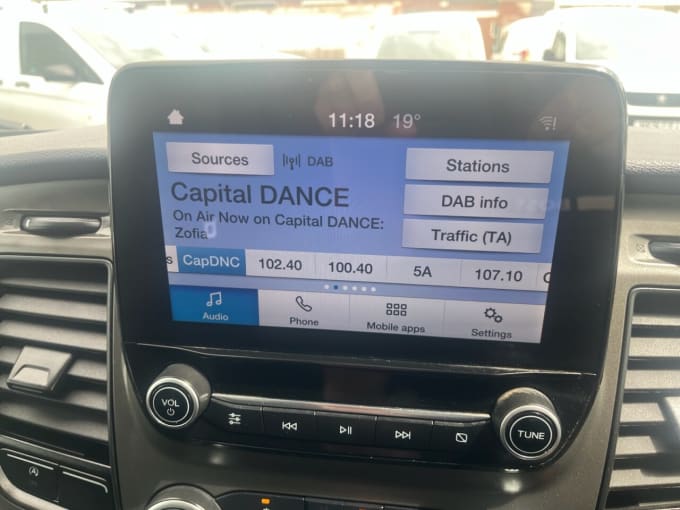 11:18 19°
Sources
DAB
Stations
Capital DANCE
DAB info
On Air Now on Capital DANCE:
Zofia
Traffic (TA)
s CapDNC 102.40 100.40 5A 107.10
Audio Phone Mobile apps Settings
VOL
TUNE
A